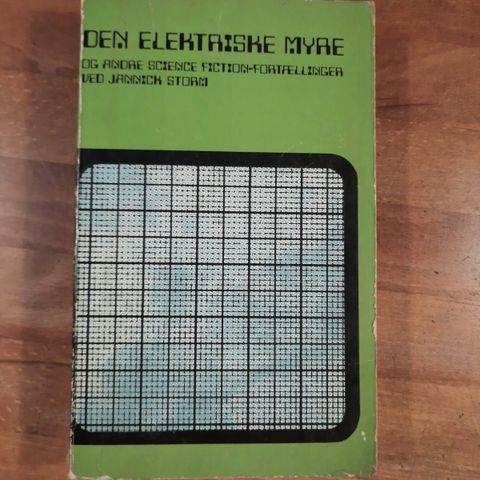 DEN ELEKTRISKE MYRE
OG ANDRE SCIENCE FICTION-FORTÆLLINGER
VED JANNICK STORM